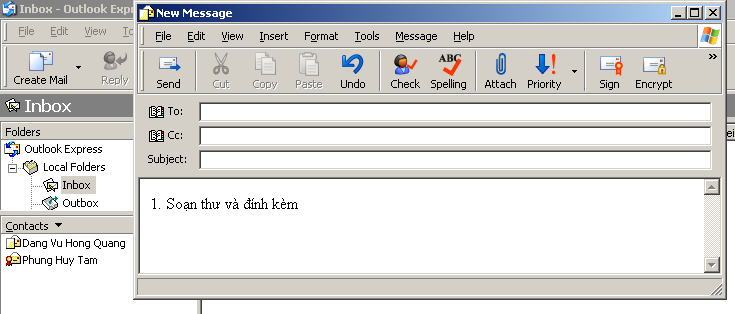 Inbox - Outlook Expres
File Edit View
Create Mail Reply
Inbox
Folders
Outlook Express
Local Folders
Inbox
Outbox
Contacts
Dang Vu Hong Quang
Phung Huy Tam
New Message
File Edit View Insert Format Tools Message Help
Send Cut Copy Paste Undo Check Spelling Attach Priority Sign Encrypt
ABC
To:
Cc:
Subject:
1. Soạn thư và đính kèm